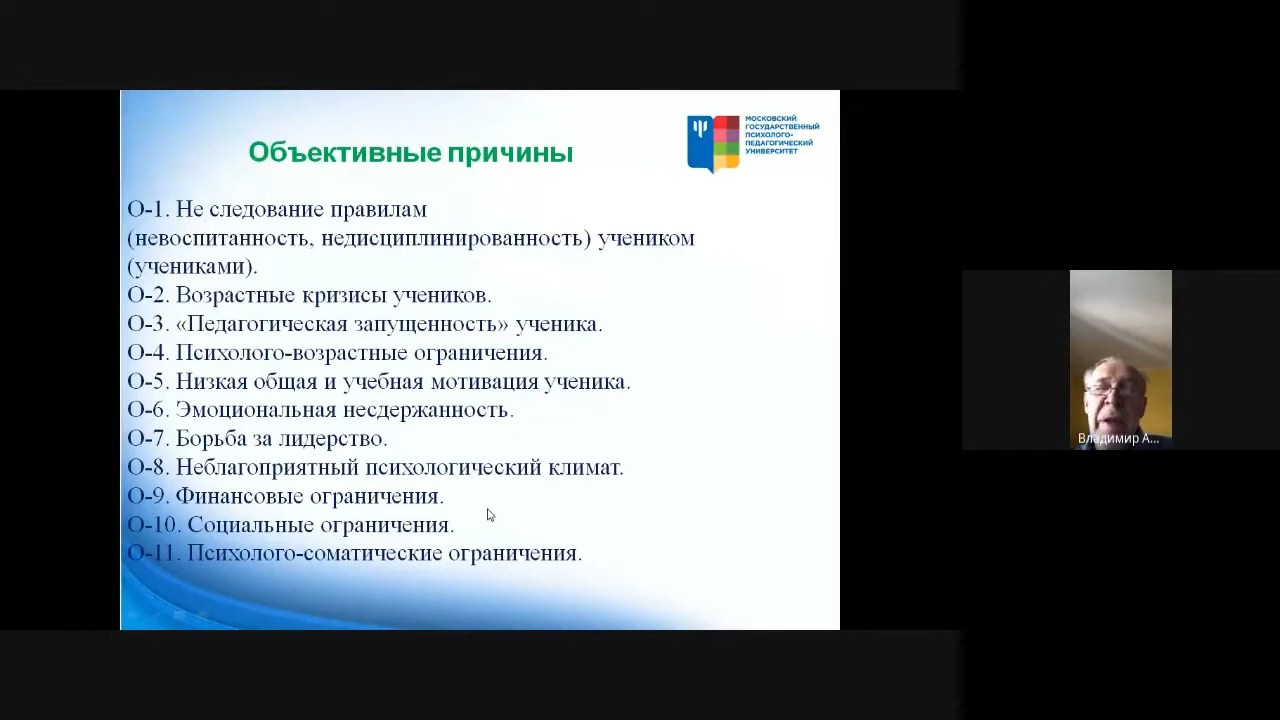 МОСКОВСКИЙ
ГОСУДАРСТВЕННЫЙ
ПСИХОЛОГО-
ПЕДАГОГИЧЕСКИЙ
УНИВЕРСИТЕТ
Объективные причины
О-1. Не следование правилам
(невоспитанность, недисциплинированность) учеником
(учениками).
О-2. Возрастные кризисы учеников.
О-3. «Педагогическая запущенность» ученика.
О-4. Психолого-возрастные ограничения.
О-5. Низкая общая и учебная мотивация ученика.
О-6. Эмоциональная несдержанность.
О-7. Борьба за лидерство.
О-8. Неблагоприятный психологический климат.
О-9. Финансовые ограничения.
О-10. Социальные ограничения.
О-11. Психолого-соматические ограничения.
Владимир А...